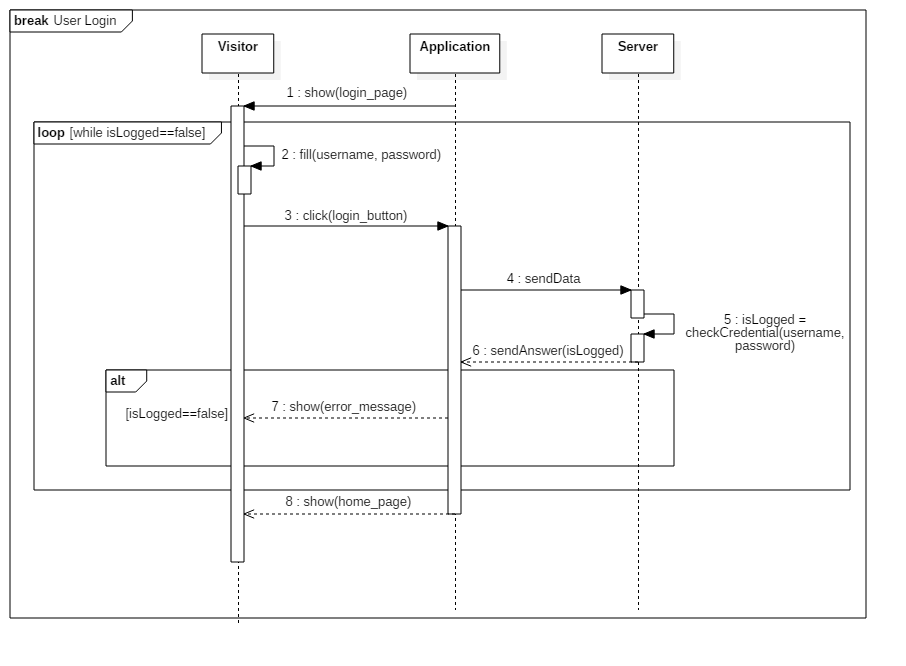 break User Login
Visitor
Application
Server
1 : show(login_page)
loop [while isLogged==false]
2 : fill(username, password)
3 : click(login_button)
4 : sendData
5 : isLogged =
checkCredential(username,
password)
6 : sendAnswer(isLogged)
alt
[isLogged==false]
7 : show(error_message)
8 : show(home_page)